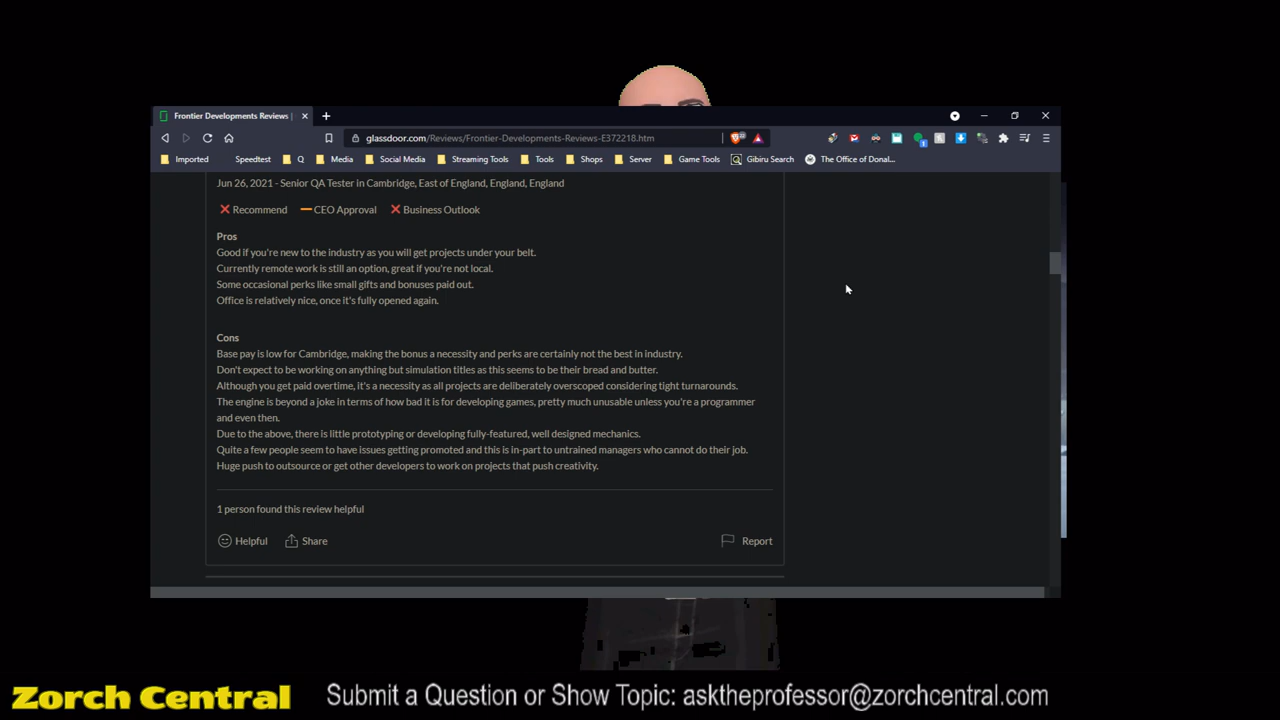 Frontier Developments Reviews |
glassdoor.com/Reviews/Frontier-Developments-Reviews-E372218.htm
Imported Speedtest Q Media Social Media Streaming Tools Tools Shops Server Game Tools Gibiru Search The Office of Donal...
Jun 26, 2021 - Senior QA Tester in Cambridge, East of England, England, England
Recommend CEO Approval Business Outlook
Pros
Good if you're new to the industry as you will get projects under your belt.
Currently remote work is still an option, great if you're not local.
Some occasional perks like small gifts and bonuses paid out.
Office is relatively nice, once it's fully opened again.
Cons
Base pay is low for Cambridge, making the bonus a necessity and perks are certainly not the best in industry.
Don't expect to be working on anything but simulation titles as this seems to be their bread and butter.
Although you get paid overtime, it's a necessity as all projects are deliberately overscoped considering tight turnarounds.
The engine is beyond a joke in terms of how bad it is for developing games, pretty much unusable unless you're a programmer
and even then.
Due to the above, there is little prototyping or developing fully-featured, well designed mechanics.
Quite a few people seem to have issues getting promoted and this is in-part to untrained managers who cannot do their job.
Huge push to outsource or get other developers to work on projects that push creativity.
1 person found this review helpful
Helpful Share Report
Zorch Central Submit a Question or Show Topic: asktheprofessor@zorchcentral.com